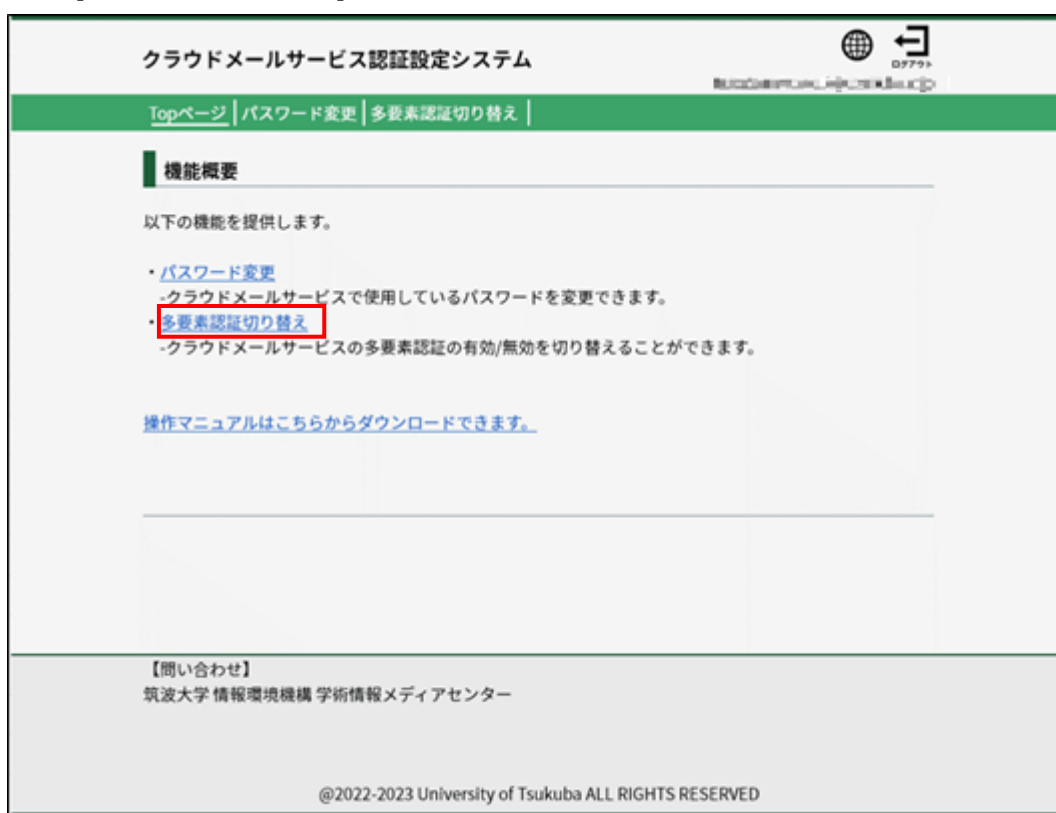 クラウドメールサービス認証設定システム
ログアウト
Topページ | パスワード変更 | 多要素認証切り替え |
機能概要
以下の機能を提供します。
・パスワード変更
-クラウドメールサービスで使用しているパスワードを変更できます。
・多要素認証切り替え
-クラウドメールサービスの多要素認証の有効/無効を切り替えることができます。
操作マニュアルはこちらからダウンロードできます。
【問い合わせ】
筑波大学 情報環境機構 学術情報メディアセンター
@2022-2023 University of Tsukuba ALL RIGHTS RESERVED